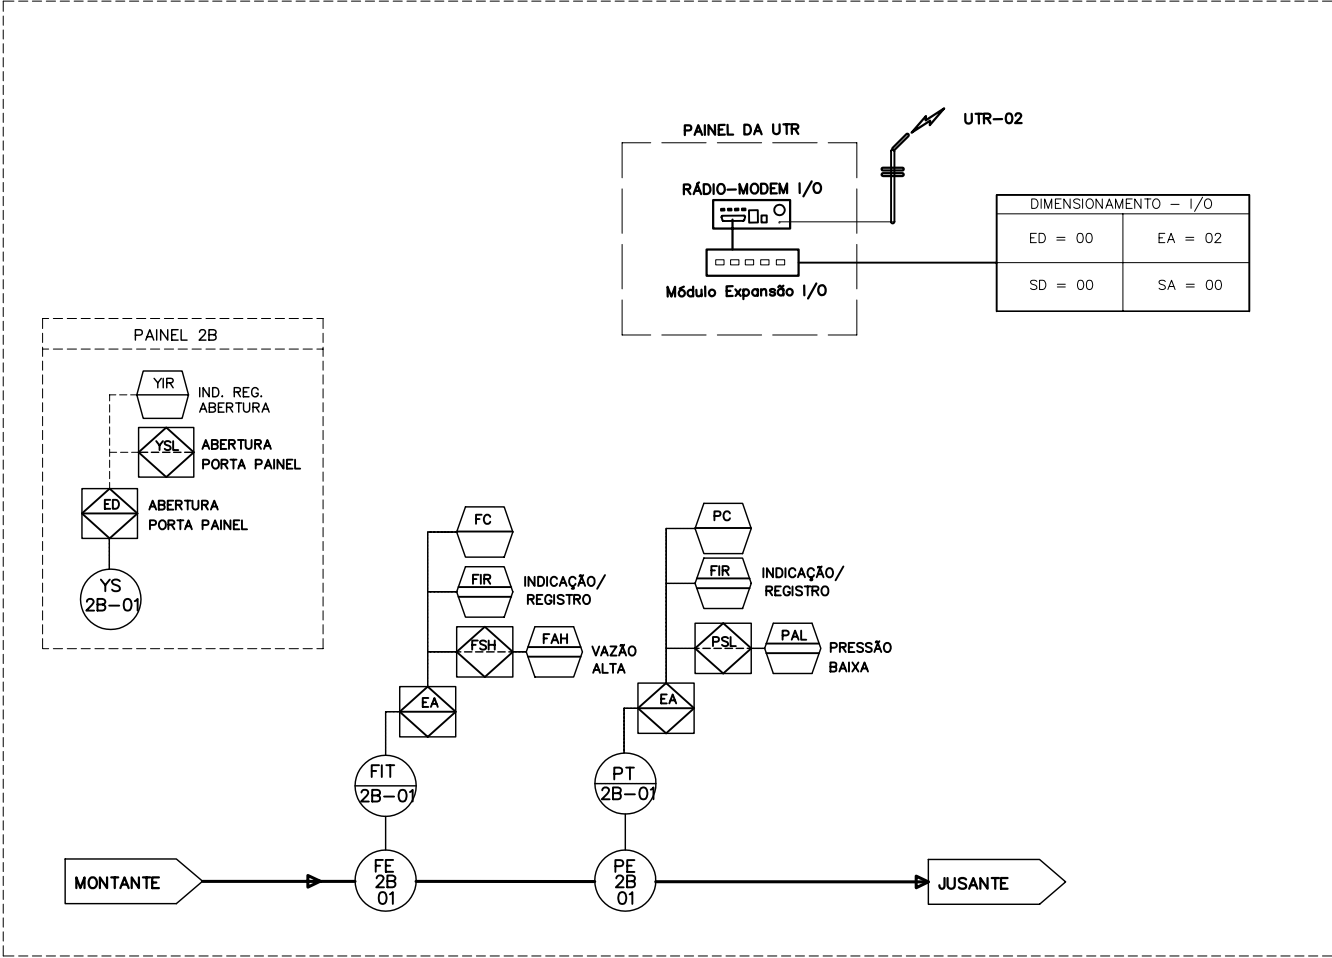 UTR-02
PAINEL DA UTR
RÁDIO-MODEM I/O
Módulo Expansão I/O
DIMENSIONAMENTO - I/O
ED = 00
EA = 02
SD = 00
SA = 00
PAINEL 2B
YIR
IND. REG.
ABERTURA
YSL
ABERTURA
PORTA PAINEL
ED
ABERTURA
PORTA PAINEL
YS
2B-01
FC
FIR
INDICAÇÃO/
REGISTRO
FSH
FAH
VAZÃO
ALTA
EA
FIT
2B-01
FE
2B
01
PC
FIR
INDICAÇÃO/
REGISTRO
PSL
PAL
PRESSÃO
BAIXA
EA
PT
2B-01
PE
2B
01
MONTANTE
JUSANTE